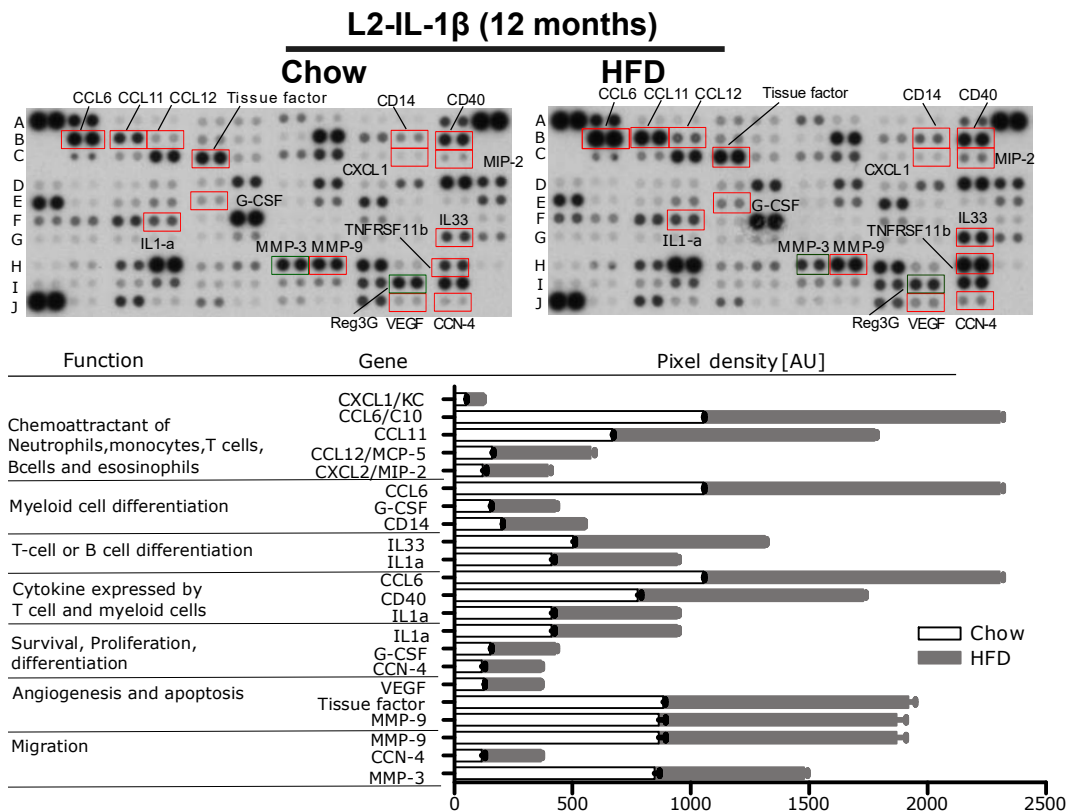 L2-IL-1β (12 months)
Chow
HFD
CCL6
CCL11
CCL12
Tissue factor
CD14
CD40
CCL6
CCL11
CCL12
Tissue factor
CD14
CD40
A
B
C
D
E
F
G
H
I
J
CXCL1
MIP-2
G-CSF
IL33
TNFRSF11b
IL1-a
MMP-3
MMP-9
Reg3G
VEGF
CCN-4
A
B
C
D
E
F
G
H
I
J
CXCL1
MIP-2
G-CSF
IL33
TNFRSF11b
IL1-a
MMP-3
MMP-9
Reg3G
VEGF
CCN-4
Function
Gene
Pixel density [AU]
Chemoattractant of
Neutrophils,monocytes,T cells,
Bcells and esosinophils
CXCL1/KC
CCL6/C10
CCL11
CCL12/MCP-5
CXCL2/MIP-2
Myeloid cell differentiation
CCL6
G-CSF
CD14
T-cell or B cell differentiation
IL33
IL1a
Cytokine expressed by
T cell and myeloid cells
CCL6
CD40
IL1a
Survival, Proliferation,
differentiation
IL1a
G-CSF
CCN-4
Angiogenesis and apoptosis
VEGF
Tissue factor
MMP-9
Migration
MMP-9
CCN-4
MMP-3
Chow
HFD
0
500
1000
1500
2000
2500